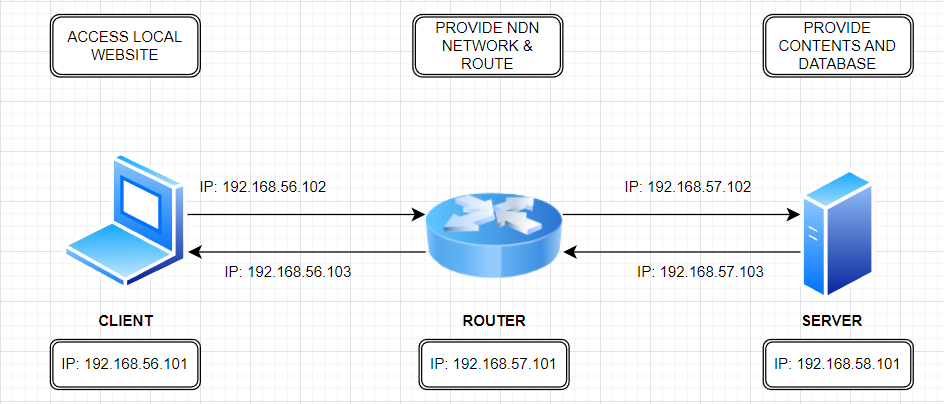 ACCESS LOCAL
WEBSITE
PROVIDE NDN
NETWORK &
ROUTE
PROVIDE
CONTENTS AND
DATABASE
IP: 192.168.56.102
IP: 192.168.57.102
IP: 192.168.56.103
IP: 192.168.57.103
CLIENT
ROUTER
SERVER
IP: 192.168.56.101
IP: 192.168.57.101
IP: 192.168.58.101